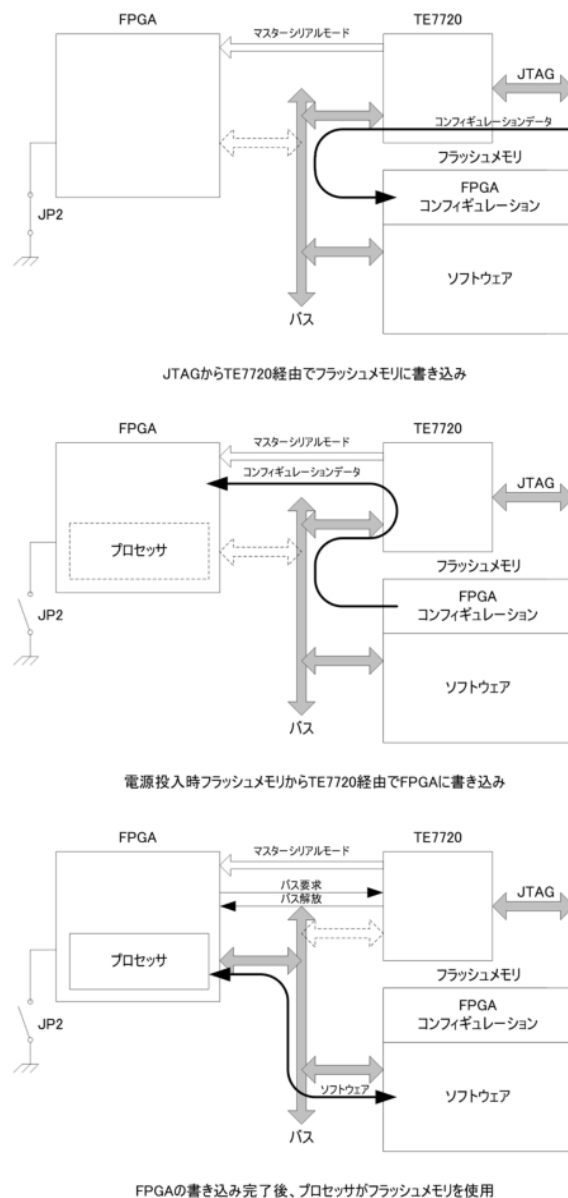 FPGA
TE7720
マスターシリアルモード
JTAG
コンフィギュレーションデータ
フラッシュメモリ
FPGA
コンフィギュレーション
JP2
ソフトウェア
バス
JTAGからTE7720経由でフラッシュメモリに書き込み
FPGA
TE7720
マスターシリアルモード
コンフィギュレーションデータ
JTAG
プロセッサ
フラッシュメモリ
FPGA
コンフィギュレーション
JP2
ソフトウェア
バス
電源投入時フラッシュメモリからTE7720経由でFPGAに書き込み
FPGA
TE7720
マスターシリアルモード
バス要求
バス解放
JTAG
プロセッサ
フラッシュメモリ
FPGA
コンフィギュレーション
JP2
ソフトウェア
ソフトウェア
バス
FPGAの書き込み完了後、プロセッサがフラッシュメモリを使用